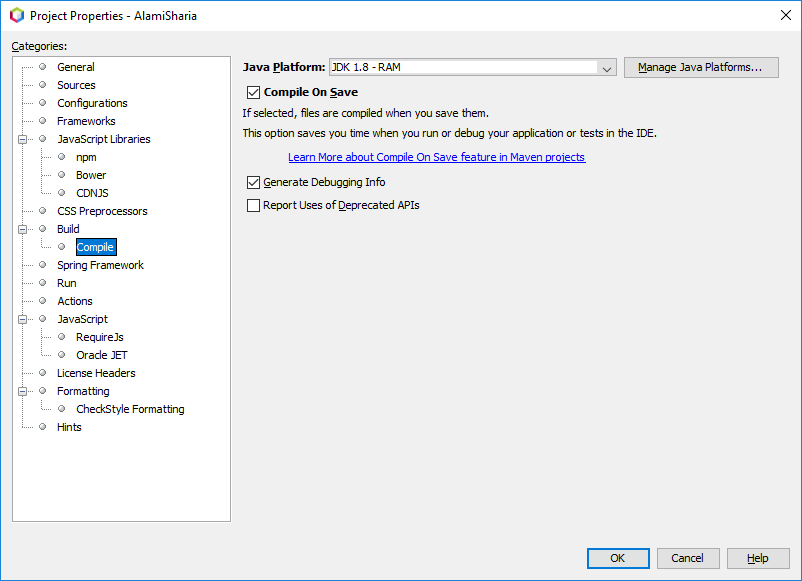 Project Properties - AlamiSharia
Categories:
General
Sources
Configurations
Frameworks
JavaScript Libraries
npm
Bower
CDNJS
CSS Preprocessors
Build
Compile
Spring Framework
Run
Actions
JavaScript
RequireJs
Oracle JET
License Headers
Formatting
CheckStyle Formatting
Hints
Java Platform: JDK 1.8 - RAM Manage Java Platforms...
Compile On Save
If selected, files are compiled when you save them.
This option saves you time when you run or debug your application or tests in the IDE.
Learn More about Compile On Save feature in Maven projects
Generate Debugging Info
Report Uses of Deprecated APIs
OK Cancel Help